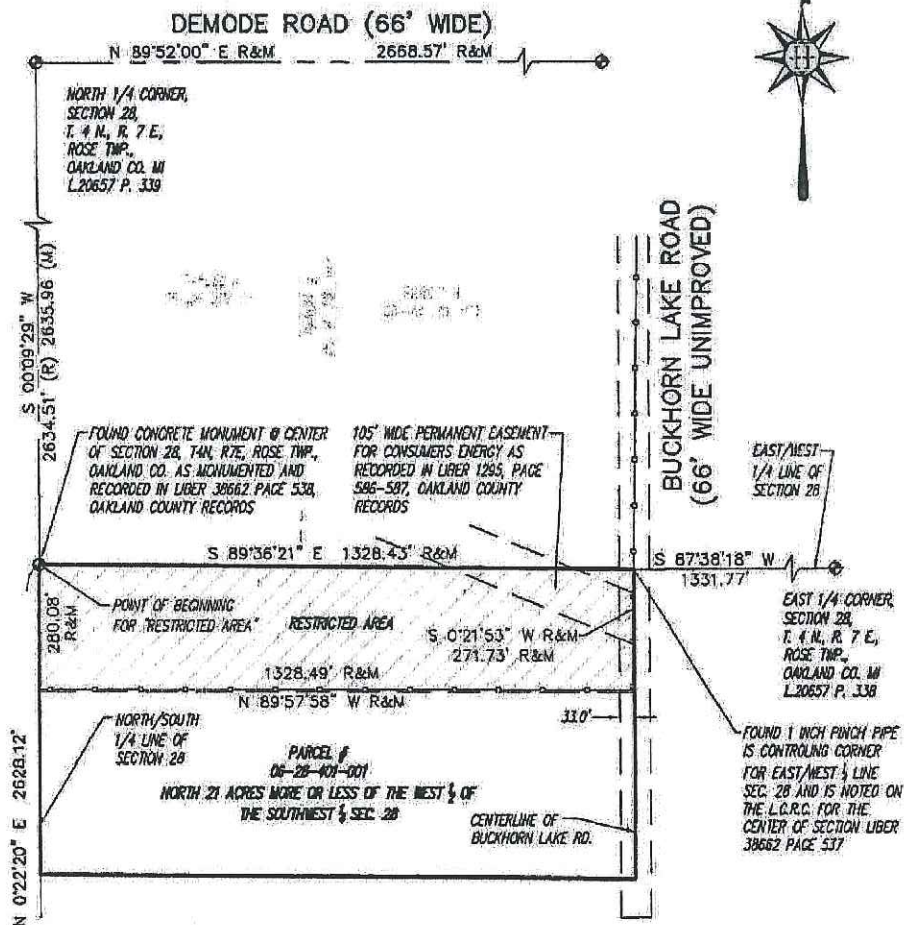 DEMODE ROAD (66' WIDE)
N 89°52'00" E R&M 2668.57' R&M
NORTH 1/4 CORNER,
SECTION 28,
T. 4 N., R. 7 E.,
ROSE TWP.,
OAKLAND CO. MI
L.20657 P. 339
S 00°09'29" W
2634.51' (R) 2635.96 (M)
BUCKHORN LAKE ROAD
(66' WIDE UNIMPROVED)
FOUND CONCRETE MONUMENT @ CENTER
OF SECTION 28, T4N, R7E, ROSE TWP.,
OAKLAND CO. AS MONUMENTED AND
RECORDED IN LIBER 38662 PAGE 538,
OAKLAND COUNTY RECORDS
105' WIDE PERMANENT EASEMENT
FOR CONSUMERS ENERGY AS
RECORDED IN LIBER 1295, PAGE
586-587, OAKLAND COUNTY
RECORDS
EAST/WEST
1/4 LINE OF
SECTION 28
S 89°36'21" E 1328.43' R&M
S 87°38'18" W
1331.77'
POINT OF BEGINNING
FOR "RESTRICTED AREA"
RESTRICTED AREA
280.08'
R&M
S 0°21'53" W R&M
271.73' R&M
EAST 1/4 CORNER,
SECTION 28,
T. 4 N., R. 7 E.,
ROSE TWP.,
OAKLAND CO. MI
L.20657 P. 338
1328.49' R&M
N 89°57'58" W R&M
33.0'
NORTH/SOUTH
1/4 LINE OF
SECTION 28
PARCEL #
06-28-401-001
NORTH 21 ACRES MORE OR LESS OF THE WEST 1/2 OF
THE SOUTHWEST 1/4 SEC. 28
CENTERLINE OF
BUCKHORN LAKE RD.
FOUND 1 INCH PINCH PIPE
IS CONTROLING CORNER
FOR EAST/WEST 1/4 LINE
SEC. 28 AND IS NOTED ON
THE L.C.R.C. FOR THE
CENTER OF SECTION LIBER
38662 PAGE 537
N 0°22'20" E 2628.12'